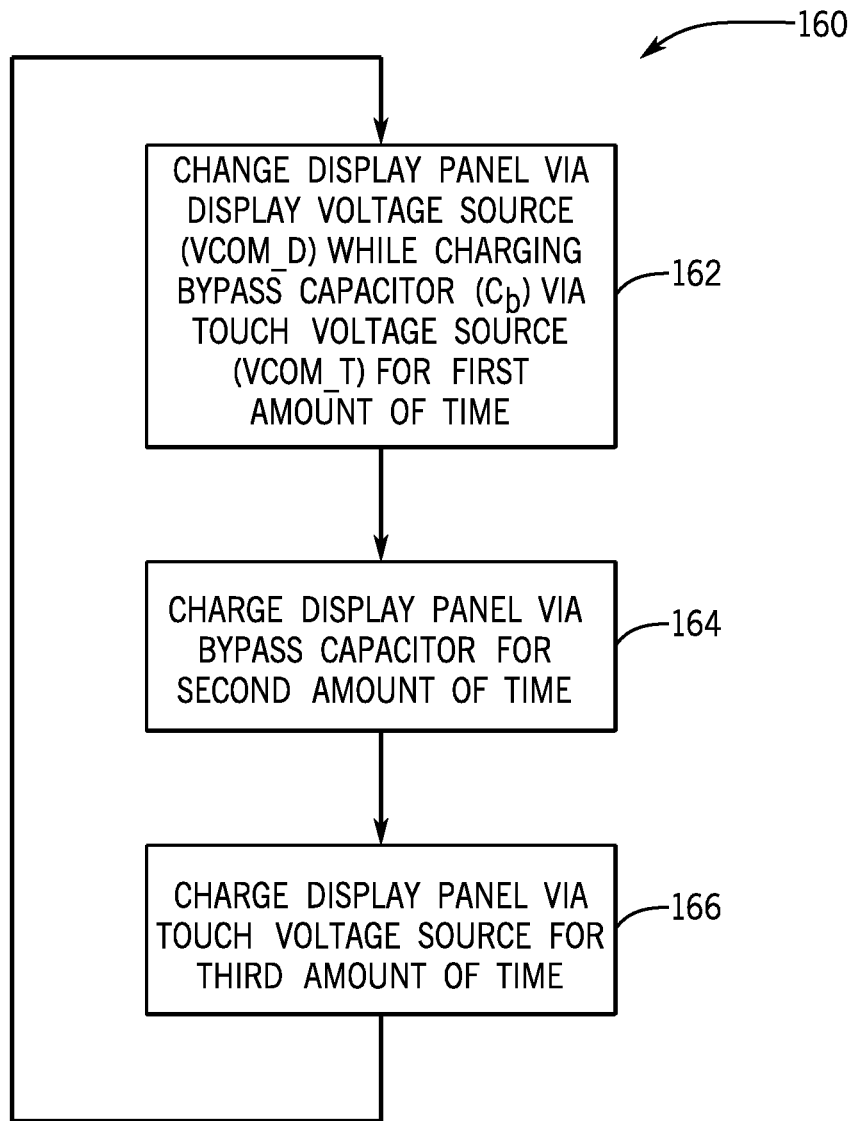 160
CHANGE DISPLAY PANEL VIA
DISPLAY VOLTAGE SOURCE
(VCOM_D) WHILE CHARGING
BYPASS CAPACITOR (Cb) VIA
TOUCH VOLTAGE SOURCE
(VCOM_T) FOR FIRST
AMOUNT OF TIME
162
CHARGE DISPLAY PANEL VIA
BYPASS CAPACITOR FOR
SECOND AMOUNT OF TIME
164
CHARGE DISPLAY PANEL VIA
TOUCH VOLTAGE SOURCE FOR
THIRD AMOUNT OF TIME
166